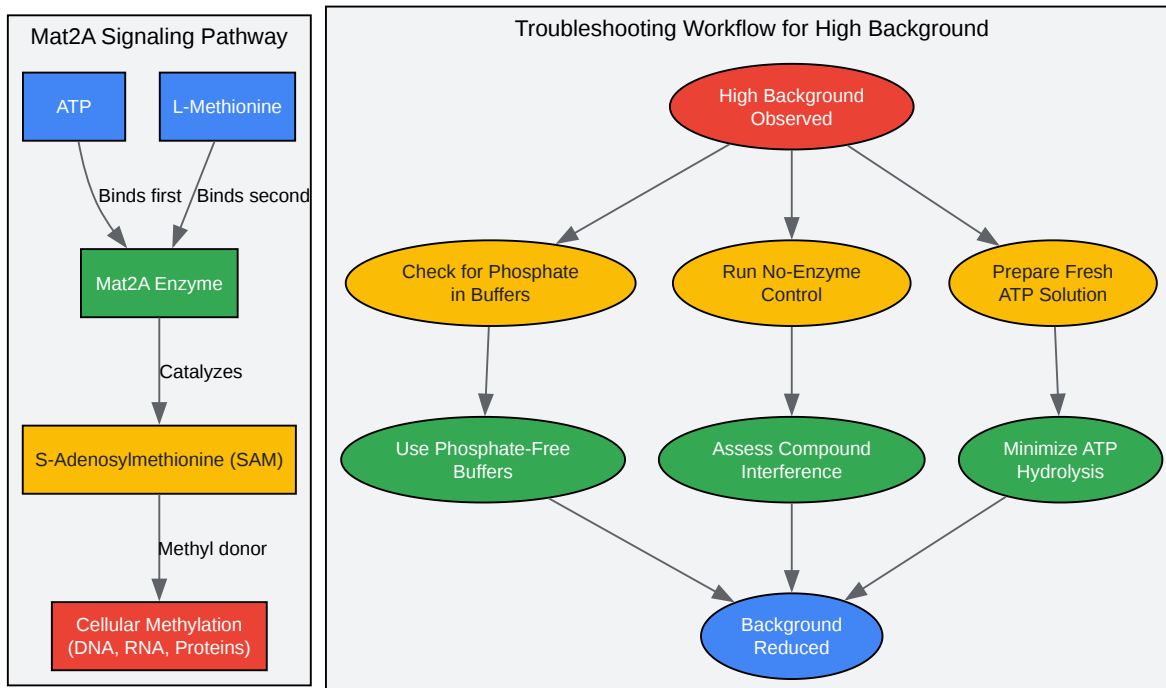 Mat2A Signaling Pathway
ATP
L-Methionine
Binds first
Binds second
Mat2A Enzyme
Catalyzes
S-Adenosylmethionine (SAM)
Methyl donor
Cellular Methylation
(DNA, RNA, Proteins)
Troubleshooting Workflow for High Background
High Background
Observed
Check for Phosphate
in Buffers
Run No-Enzyme
Control
Prepare Fresh
ATP Solution
Use Phosphate-Free
Buffers
Assess Compound
Interference
Minimize ATP
Hydrolysis
Background
Reduced